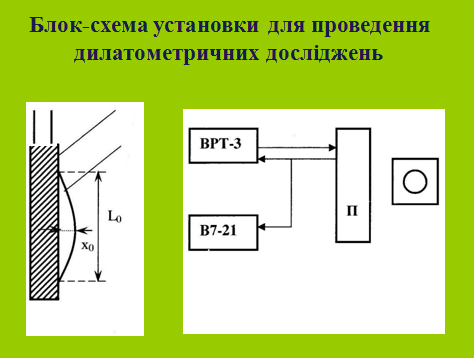 Блок-схема установки для проведення
дилатометричних досліджень
L₀
x₀
ВРТ-3
В7-21
П